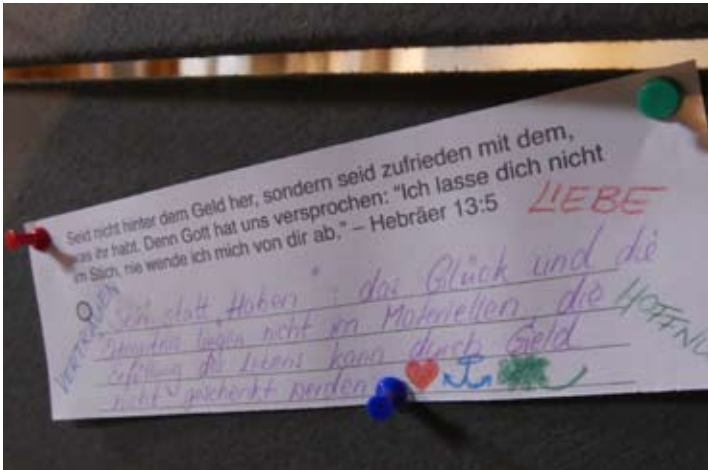 Seid nicht hinter dem Geld her, sondern seid zufrieden mit dem,
was ihr habt. Denn Gott hat uns versprochen: "Ich lasse dich nicht
im Stich, nie wende ich mich von dir ab." – Hebräer 13:5
LIEBE
"Sein statt Haben": das Glück und die
liegen nicht im Materiellen, die
Erfüllung des Lebens kann durch Geld
nicht geschenkt werden
VERTRAUEN
HOFFNU